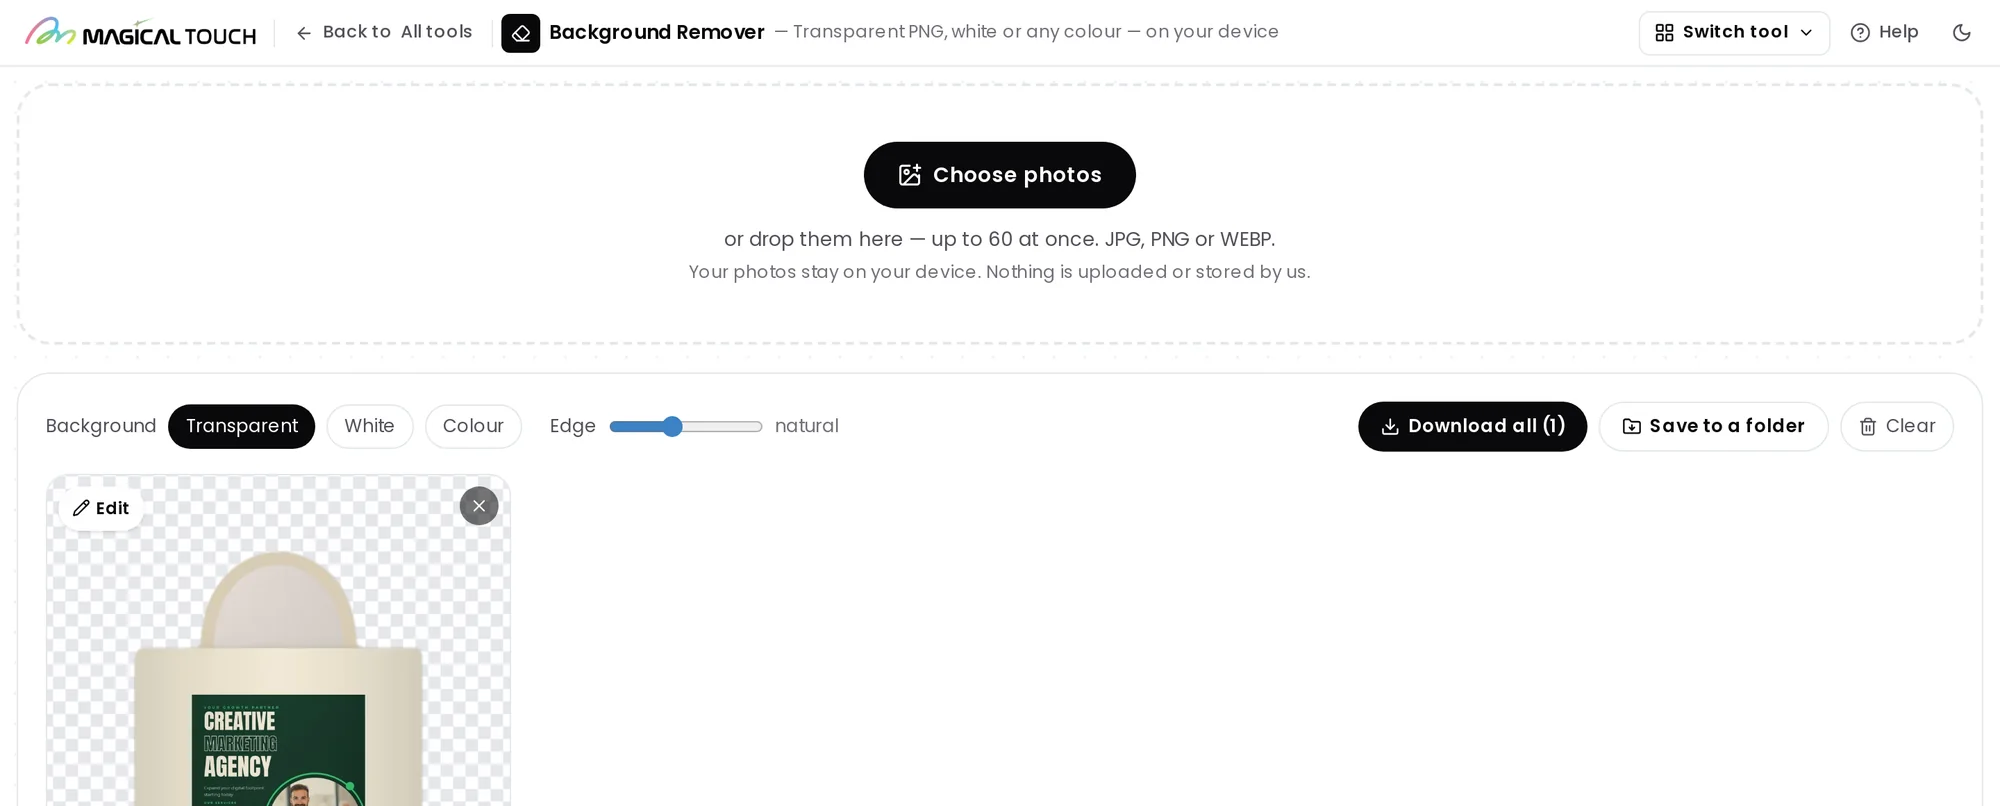 MAGICAL TOUCH
Back to All tools
Background Remover — Transparent PNG, white or any colour — on your device
Switch tool
Help
Choose photos
or drop them here — up to 60 at once. JPG, PNG or WEBP.
Your photos stay on your device. Nothing is uploaded or stored by us.
Background
Transparent
White
Colour
Edge
natural
Download all (1)
Save to a folder
Clear
Edit
CREATIVE
MARKETING
AGENCY